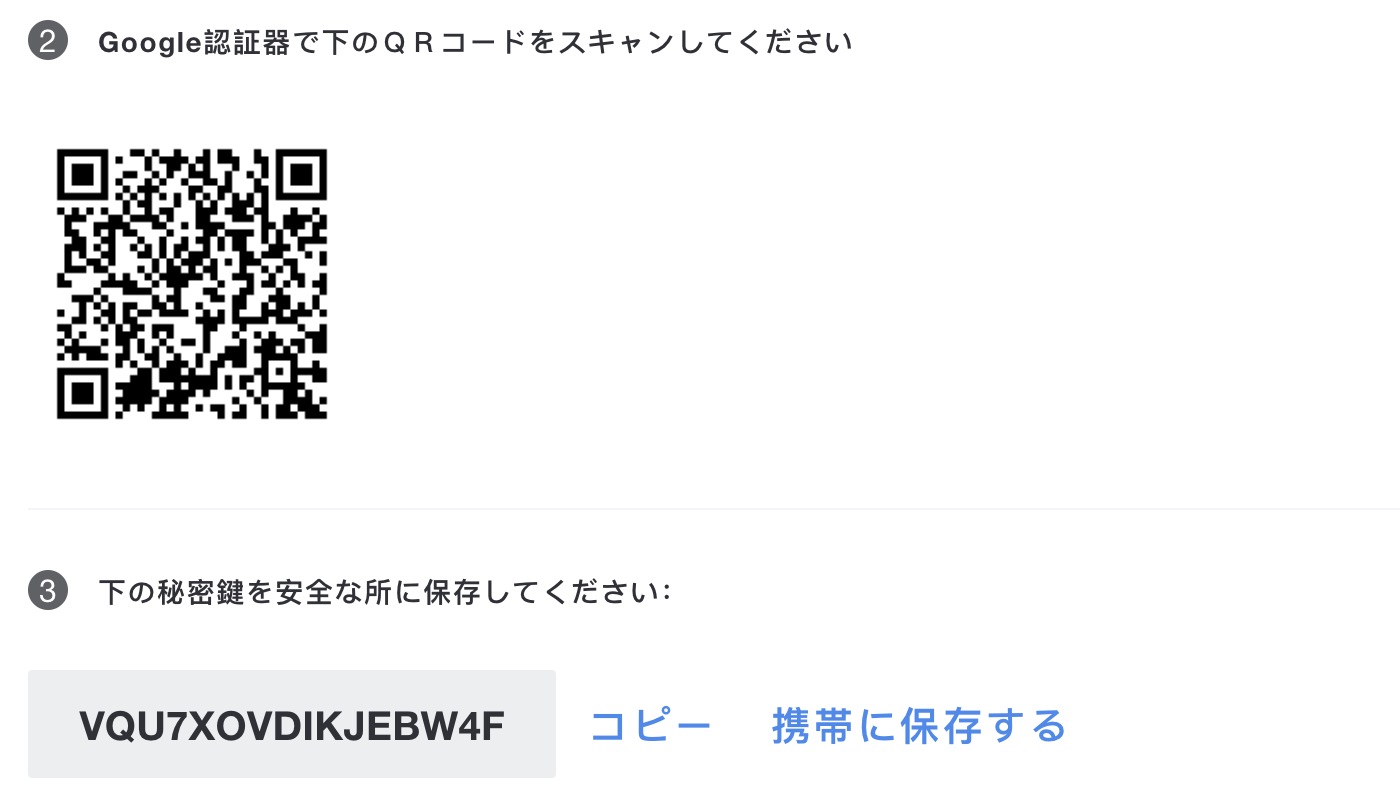 2 Google認証器で下のＱＲコードをスキャンしてください
3 下の秘密鍵を安全な所に保存してください:
VQU7XOVDIKJEBW4F コピー 携帯に保存する